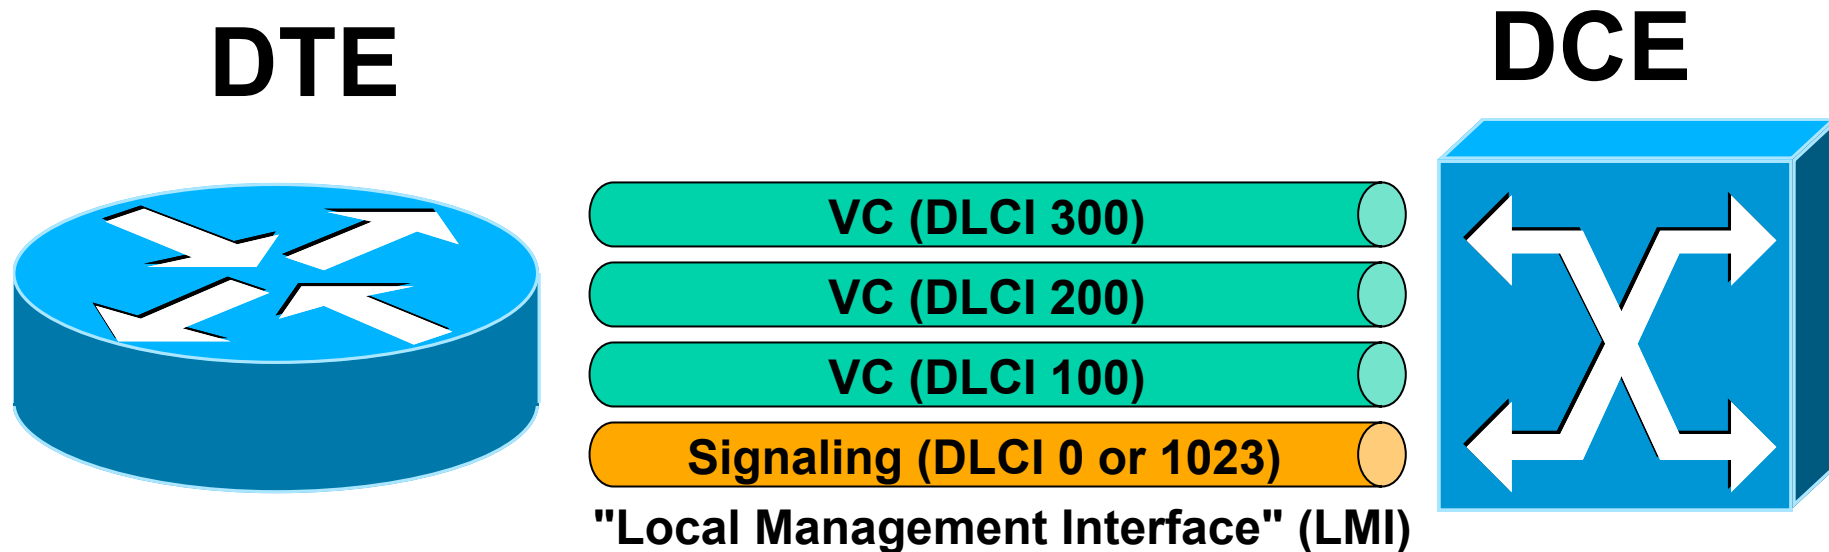 DTE
DCE
VC (DLCI 300)
VC (DLCI 200)
VC (DLCI 100)
Signaling (DLCI 0 or 1023)
"Local Management Interface" (LMI)